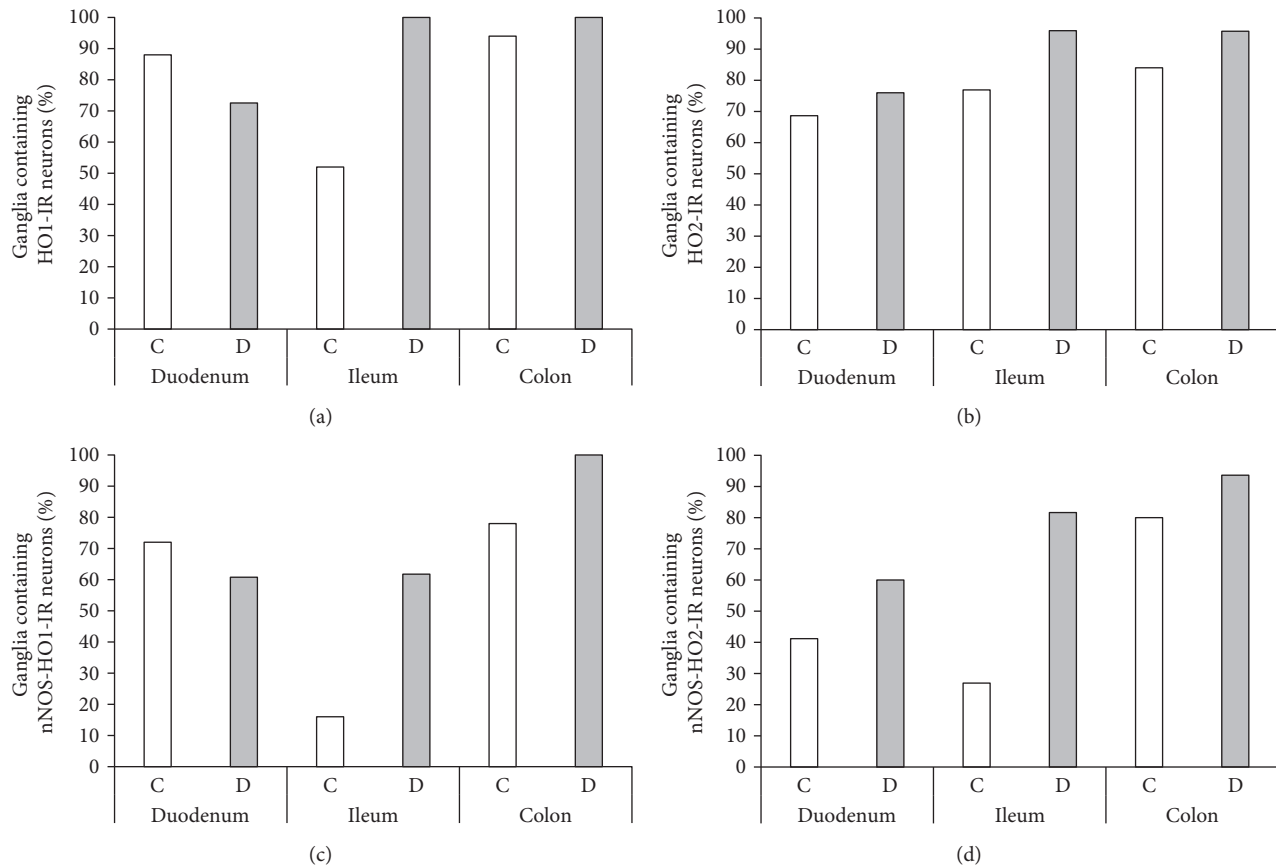 Ganglia containing
HO1-IR neurons (%)
100
90
80
70
60
50
40
30
20
10
0
C D C D C D
Duodenum Ileum Colon
(a)
Ganglia containing
HO2-IR neurons (%)
100
90
80
70
60
50
40
30
20
10
0
C D C D C D
Duodenum Ileum Colon
(b)
Ganglia containing
nNOS-HO1-IR neurons (%)
100
90
80
70
60
50
40
30
20
10
0
C D C D C D
Duodenum Ileum Colon
(c)
Ganglia containing
nNOS-HO2-IR neurons (%)
100
90
80
70
60
50
40
30
20
10
0
C D C D C D
Duodenum Ileum Colon
(d)